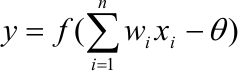 y = f(∑_{i=1}^{n} w_i x_i − θ)